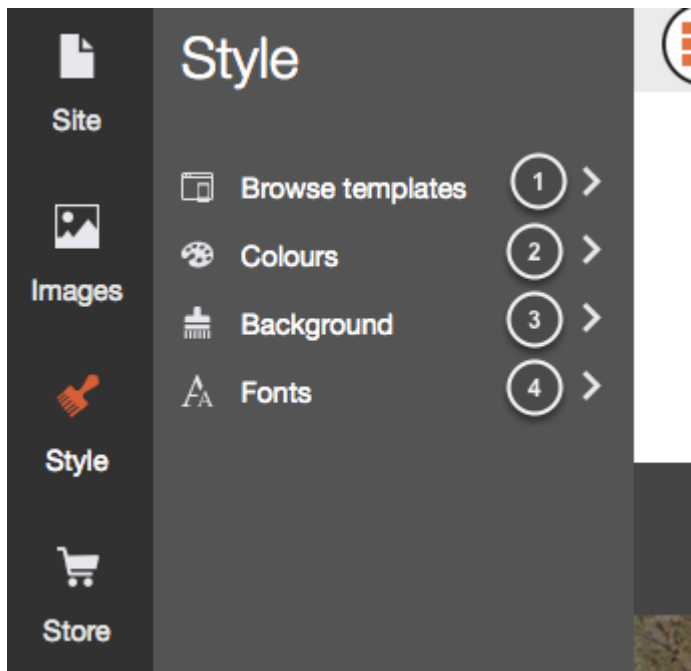 Site
Images
Style
Store
Style
Browse templates 1
Colours 2
Background 3
Fonts 4